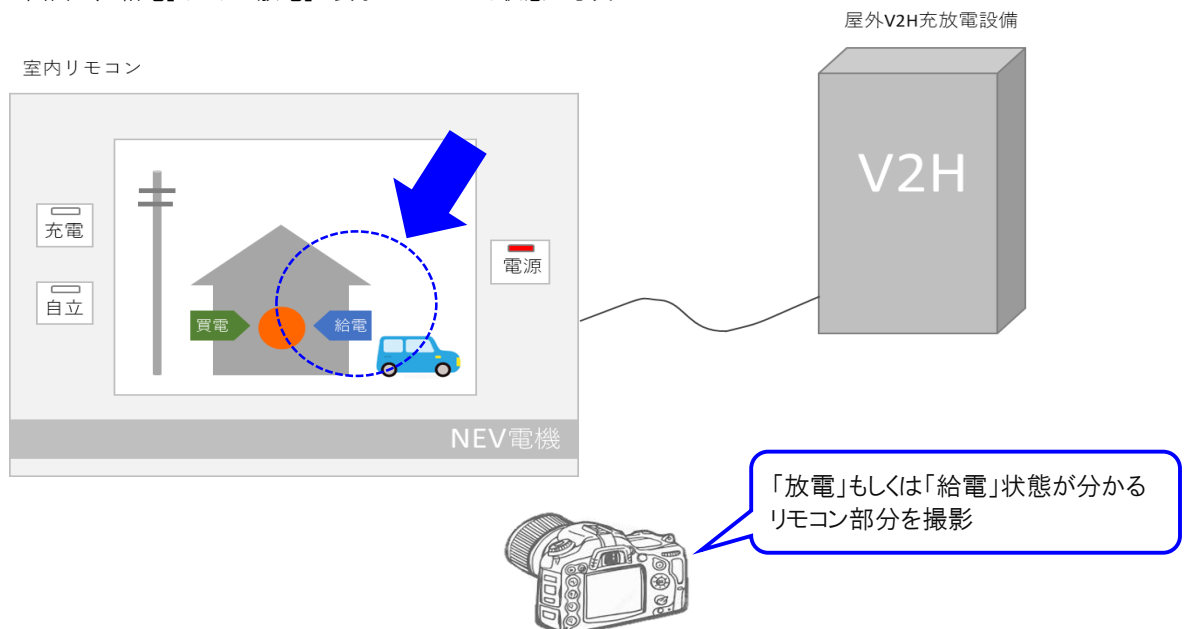 屋外V2H充放電設備
室内リモコン
V2H
充電
電源
自立
買電
給電
NEV電機
「放電」もしくは「給電」状態が分かる
リモコン部分を撮影